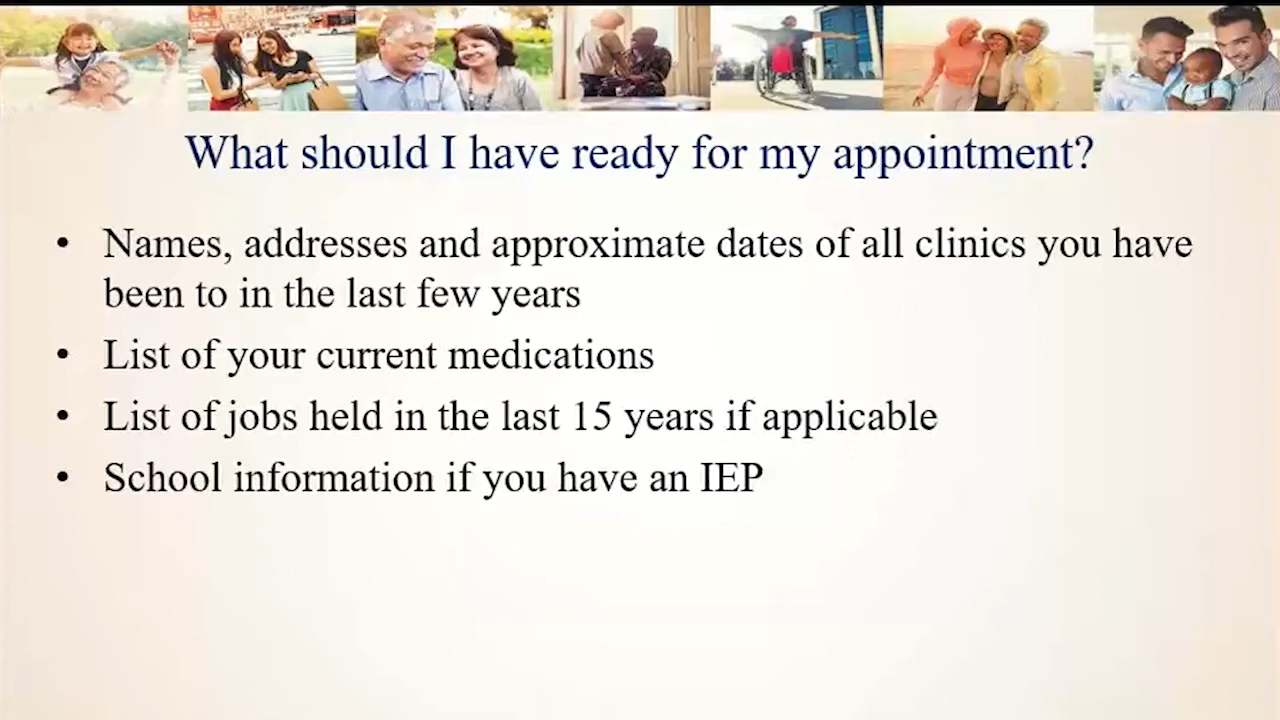 What should I have ready for my appointment?
• Names, addresses and approximate dates of all clinics you have
been to in the last few years
• List of your current medications
• List of jobs held in the last 15 years if applicable
• School information if you have an IEP